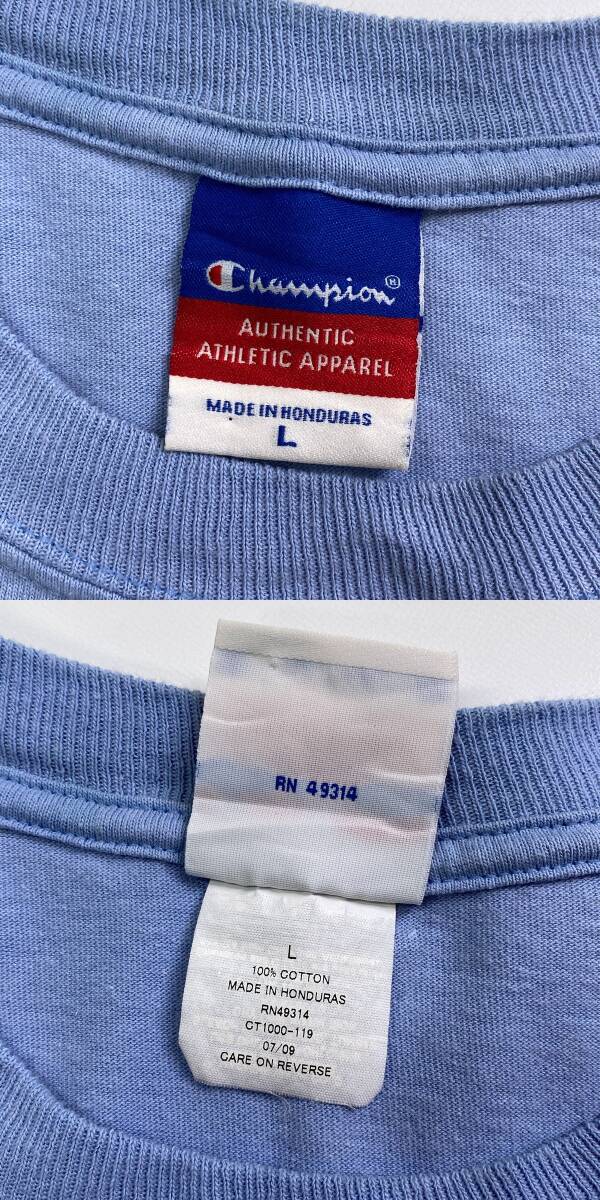 Champion®
AUTHENTIC
ATHLETIC APPAREL
MADE IN HONDURAS
L
RN 49314
L
100% COTTON
MADE IN HONDURAS
RN49314
CT1000-119
07/09
CARE ON REVERSE